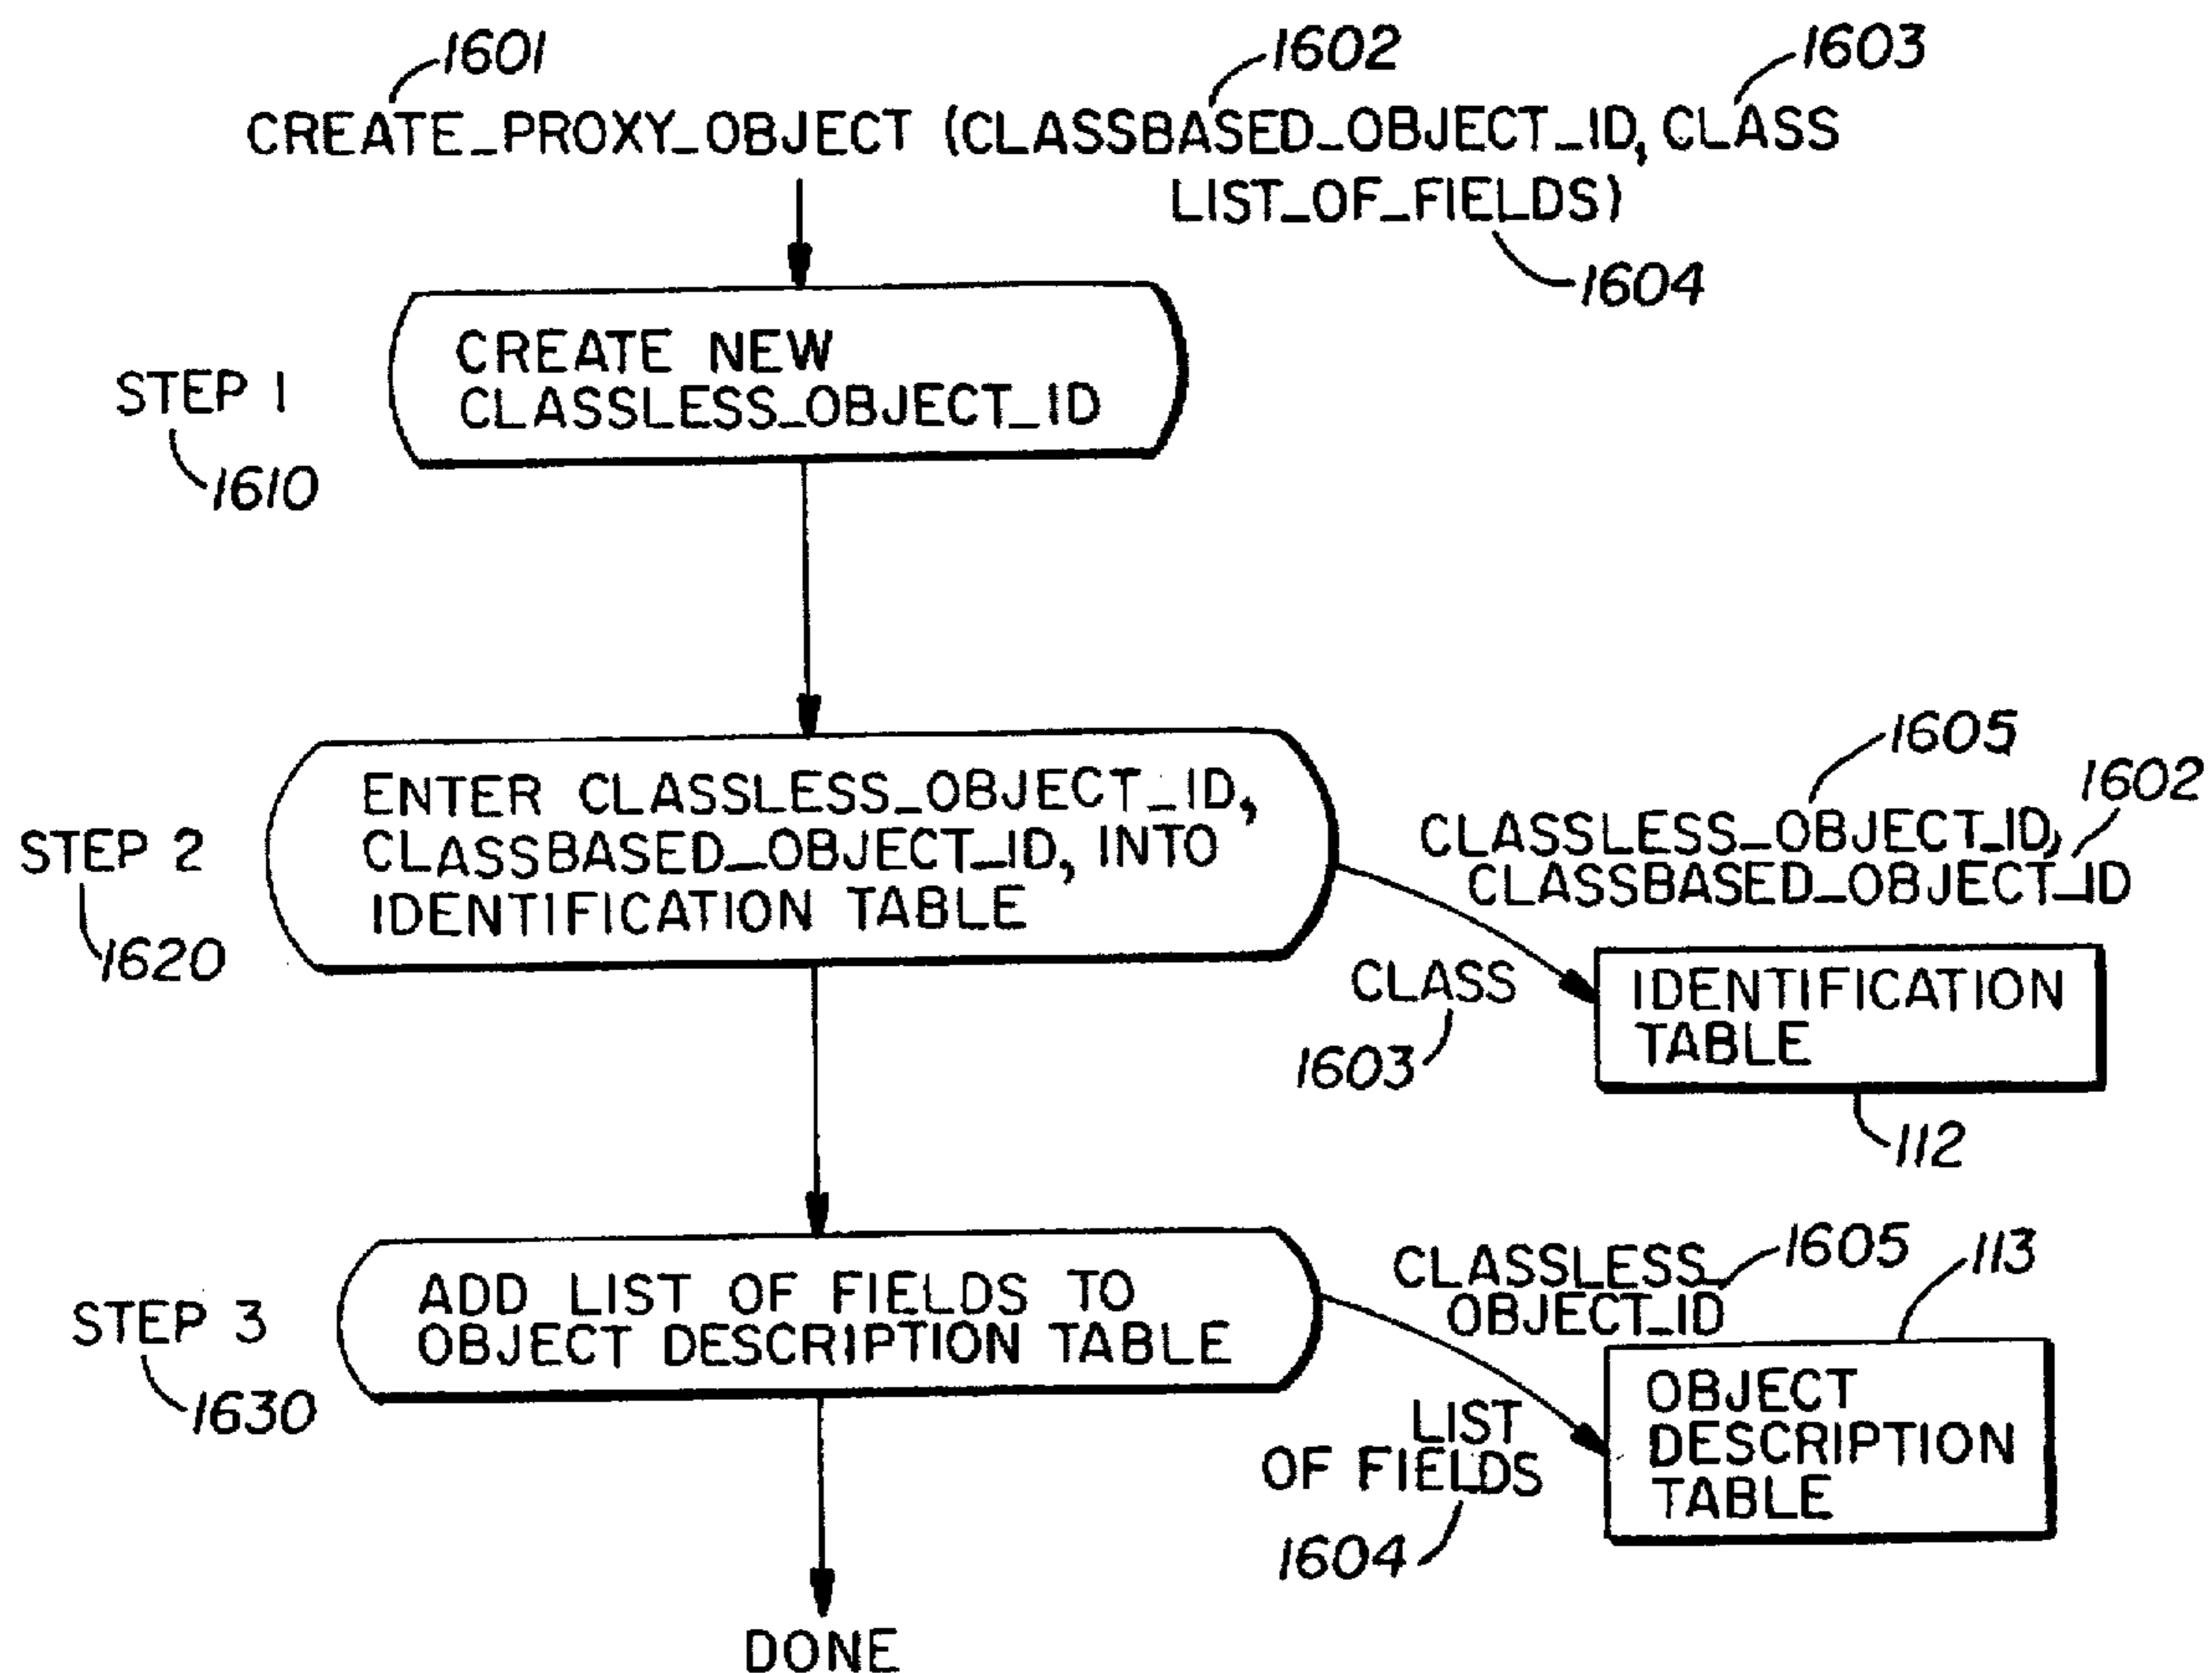 1601
1602
1603
CREATE_PROXY_OBJECT (CLASSBASED_OBJECT_ID, CLASS
LIST_OF_FIELDS)
1604
CREATE NEW
CLASSLESS_OBJECT_ID
STEP 1
1610
ENTER CLASSLESS_OBJECT_ID,
CLASSBASED_OBJECT_ID, INTO
IDENTIFICATION TABLE
STEP 2
1620
1605
1602
CLASSLESS_OBJECT_ID,
CLASSBASED_OBJECT_ID
CLASS
1603
IDENTIFICATION
TABLE
112
ADD LIST OF FIELDS TO
OBJECT DESCRIPTION TABLE
STEP 3
1630
CLASSLESS_
OBJECT_ID
1605
113
LIST
OF FIELDS
1604
OBJECT
DESCRIPTION
TABLE
DONE